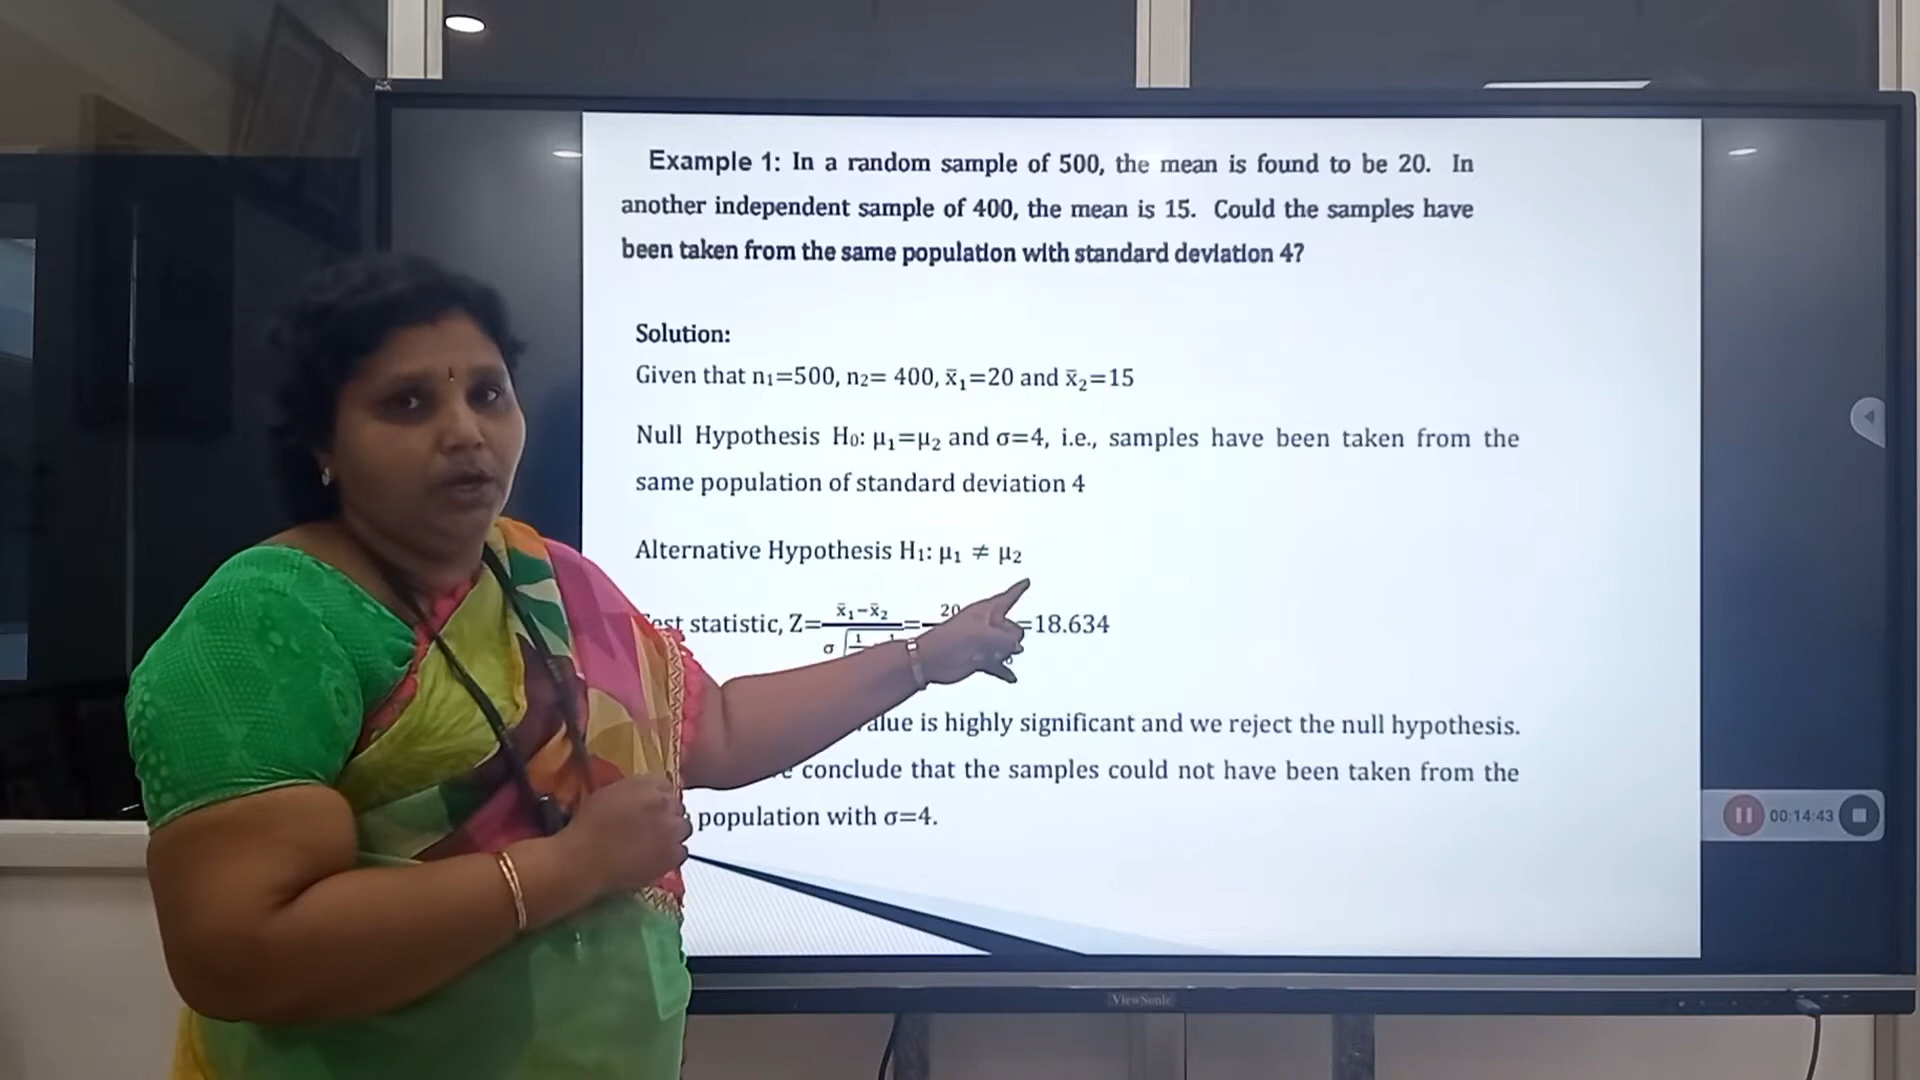 Example 1: In a random sample of 500, the mean is found to be 20. In
another independent sample of 400, the mean is 15. Could the samples have
been taken from the same population with standard deviation 4?
Solution:
Given that n₁=500, n₂= 400, x̄₁=20 and x̄₂=15
Null Hypothesis H₀: μ₁=μ₂ and σ=4, i.e., samples have been taken from the
same population of standard deviation 4
Alternative Hypothesis H₁: μ₁ ≠ μ₂
statistic, Z= x̄₁−x̄₂ = 20 =18.634
σ √ 1
is highly significant and we reject the null hypothesis.
conclude that the samples could not have been taken from the
population with σ=4.
00:14:43
ViewSonic